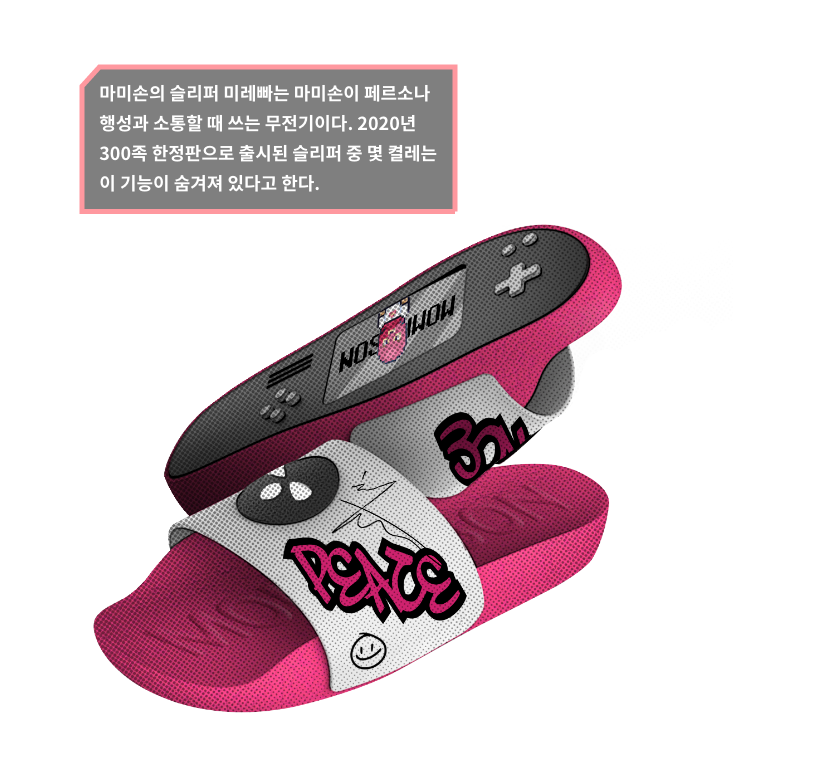 마미손의 슬리퍼 미레빠는 마미손이 페르소나
행성과 소통할 때 쓰는 무전기이다. 2020년
300족 한정판으로 출시된 슬리퍼 중 몇 켤레는
이 기능이 숨겨져 있다고 한다.
PEACE